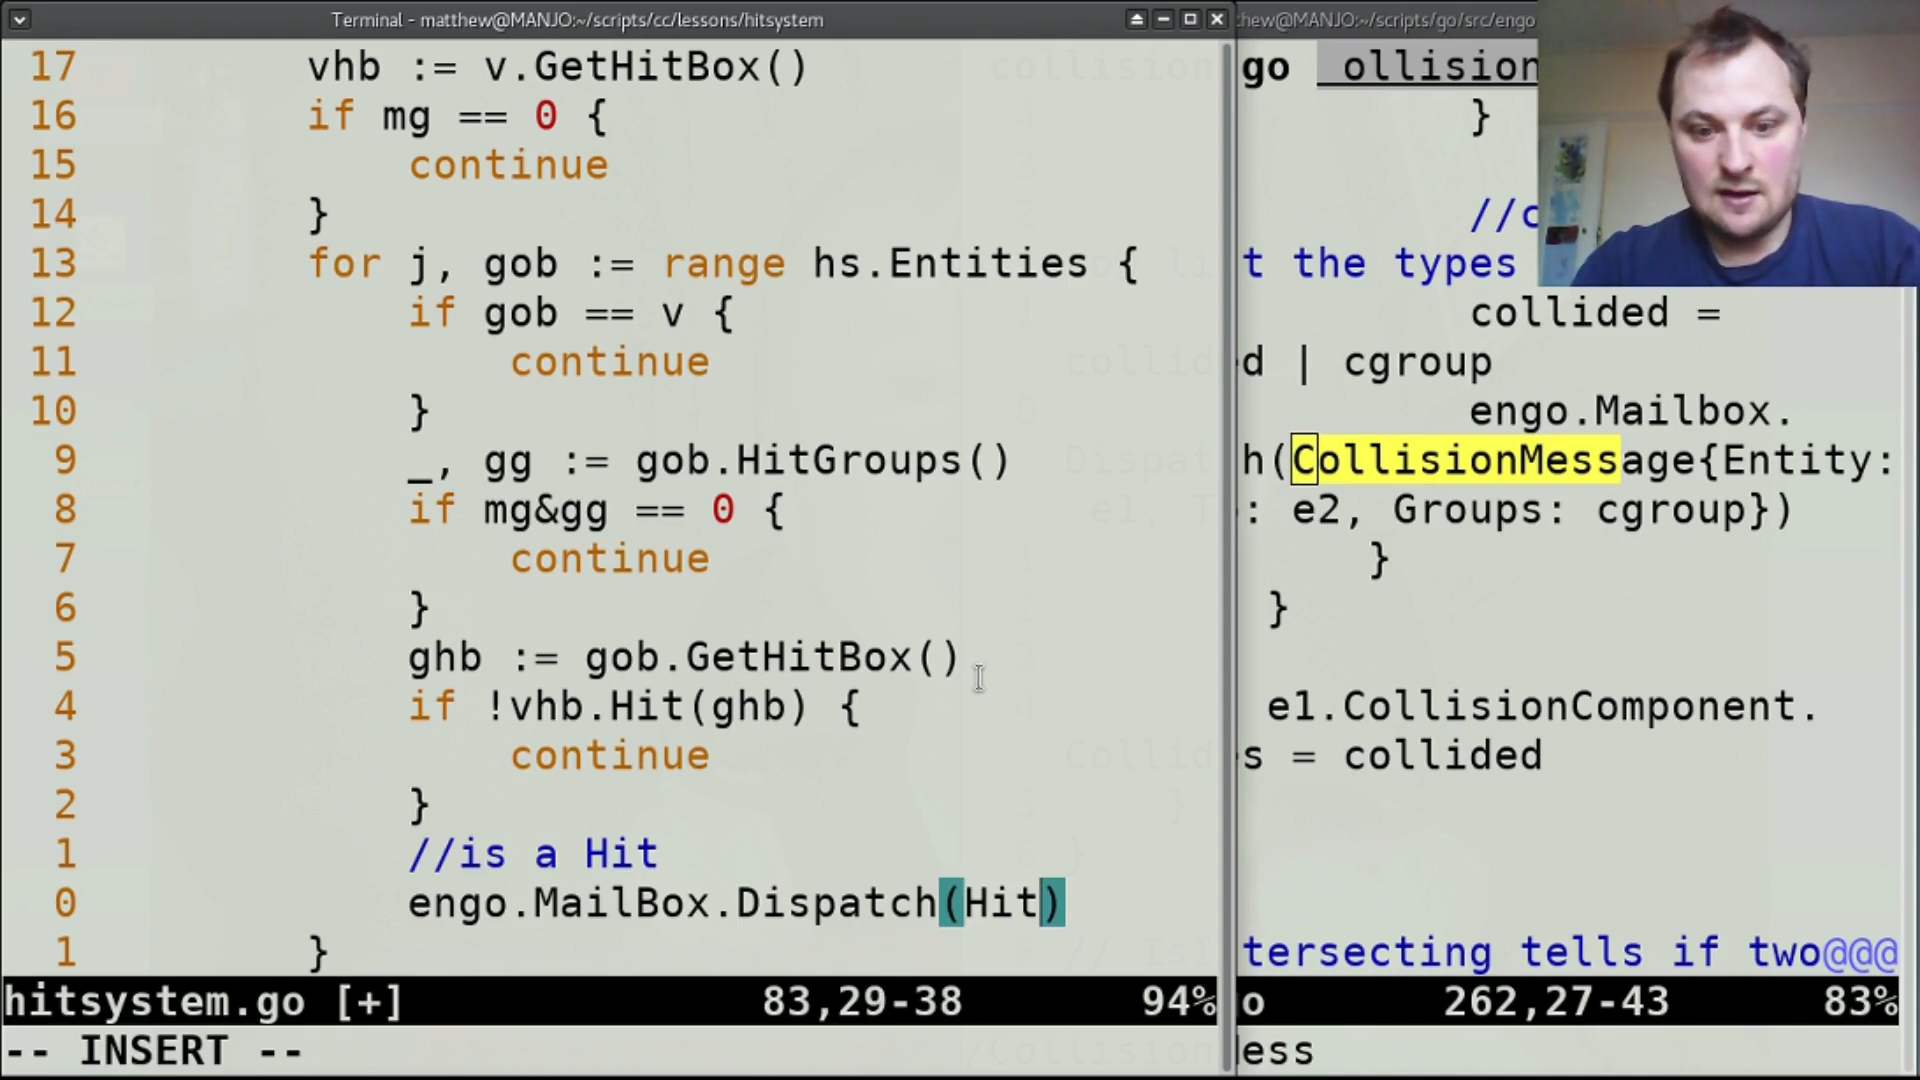 Terminal - matthew@MANJO:~/scripts/cc/lessons/hitsystem
hew@MANJO:~/scripts/go/src/engo
17 vhb := v.GetHitBox()
16 if mg == 0 {
15 continue
14 }
13 for j, gob := range hs.Entities {
12 if gob == v {
11 continue
10 }
9 _, gg := gob.HitGroups()
8 if mg&gg == 0 {
7 continue
6 }
5 ghb := gob.GetHitBox()
4 if !vhb.Hit(ghb) {
3 continue
2 }
1 //is a Hit
0 engo.MailBox.Dispatch(Hit)
1 }
hitsystem.go [+] 83,29-38 94%
-- INSERT --
go ollision
}
//c
t the types
collided =
d | cgroup
engo.Mailbox.
h(CollisionMessage{Entity:
: e2, Groups: cgroup})
}
}
e1.CollisionComponent.
s = collided
tersecting tells if two@@@
o 262,27-43 83%
ess